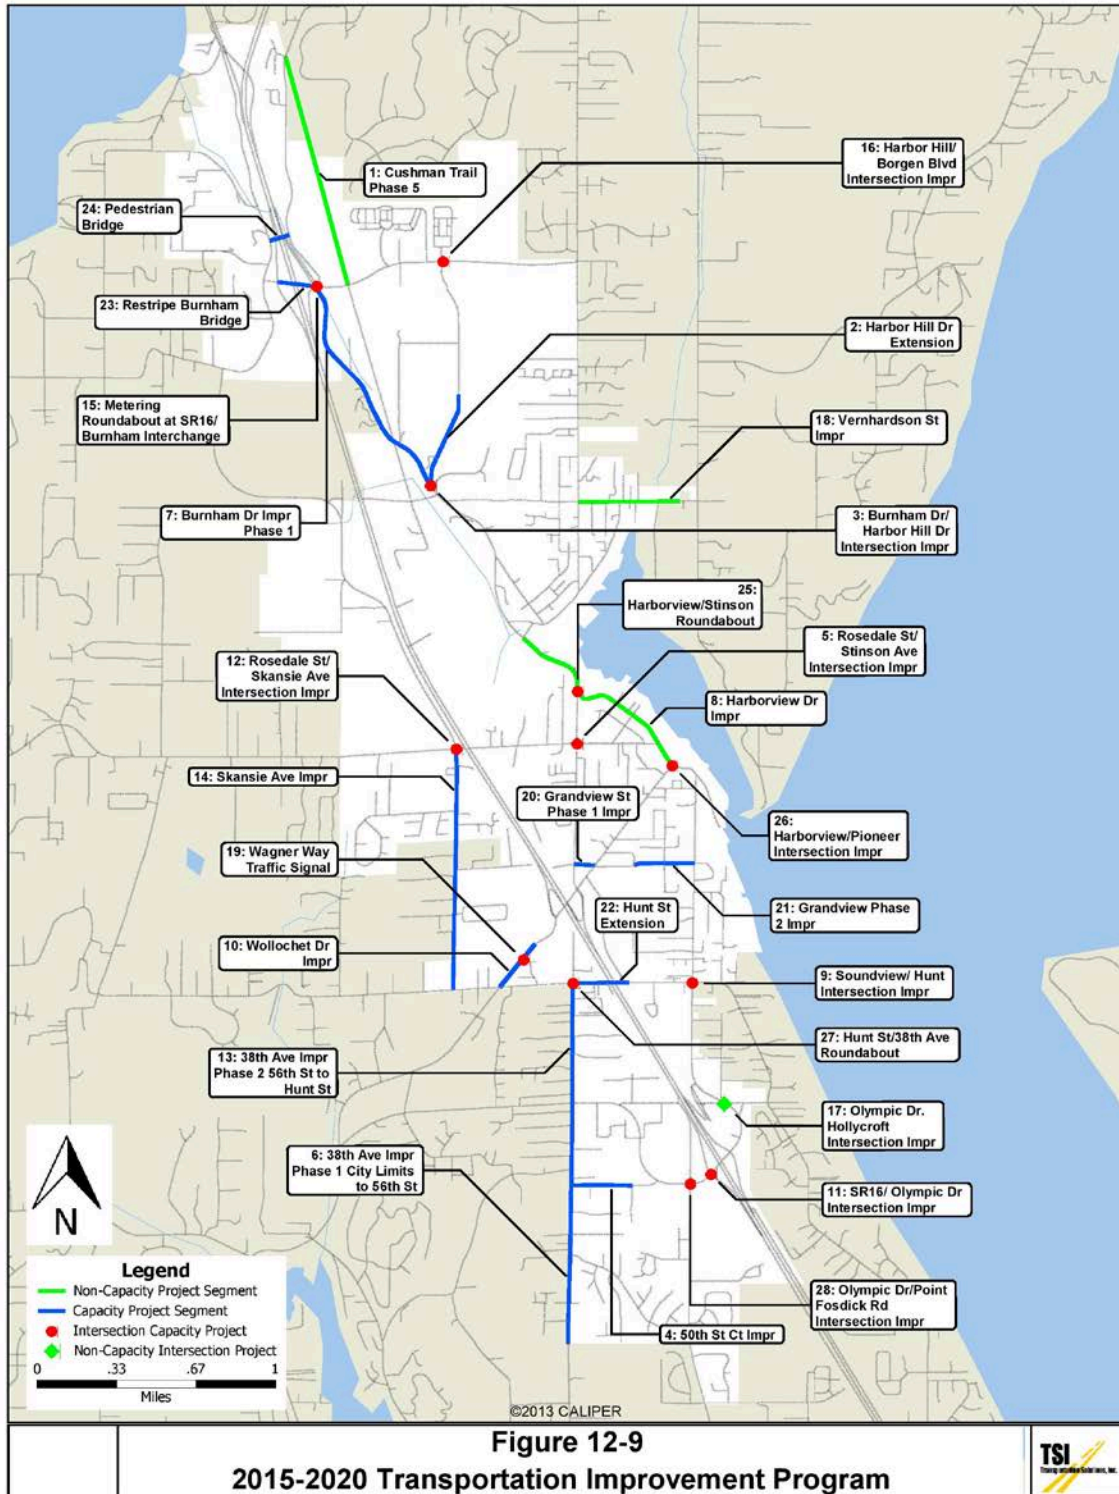 16: Harbor Hill/
Borgen Blvd
Intersection Impr
1: Cushman Trail
Phase 5
24: Pedestrian
Bridge
23: Restripe Burnham
Bridge
2: Harbor Hill Dr
Extension
15: Metering
Roundabout at SR16/
Burnham Interchange
18: Vernhardson St
Impr
7: Burnham Dr Impr
Phase 1
3: Burnham Dr/
Harbor Hill Dr
Intersection Impr
25:
Harborview/Stinson
Roundabout
5: Rosedale St/
Stinson Ave
Intersection Impr
12: Rosedale St/
Skansie Ave
Intersection Impr
8: Harborview Dr
Impr
14: Skansie Ave Impr
20: Grandview St
Phase 1 Impr
26:
Harborview/Pioneer
Intersection Impr
19: Wagner Way
Traffic Signal
22: Hunt St
Extension
21: Grandview Phase
2 Impr
10: Wollochet Dr
Impr
9: Soundview/ Hunt
Intersection Impr
27: Hunt St/38th Ave
Roundabout
13: 38th Ave Impr
Phase 2 56th St to
Hunt St
17: Olympic Dr.
Hollycroft
Intersection Impr
6: 38th Ave Impr
Phase 1 City Limits
to 56th St
11: SR16/ Olympic Dr
Intersection Impr
28: Olympic Dr/Point
Fosdick Rd
Intersection Impr
4: 50th St Ct Impr
N
Legend
Non-Capacity Project Segment
Capacity Project Segment
Intersection Capacity Project
Non-Capacity Intersection Project
0 .33 .67 1
Miles
©2013 CALIPER
Figure 12-9
2015-2020 Transportation Improvement Program
TSI
Transportation Solutions, Inc.